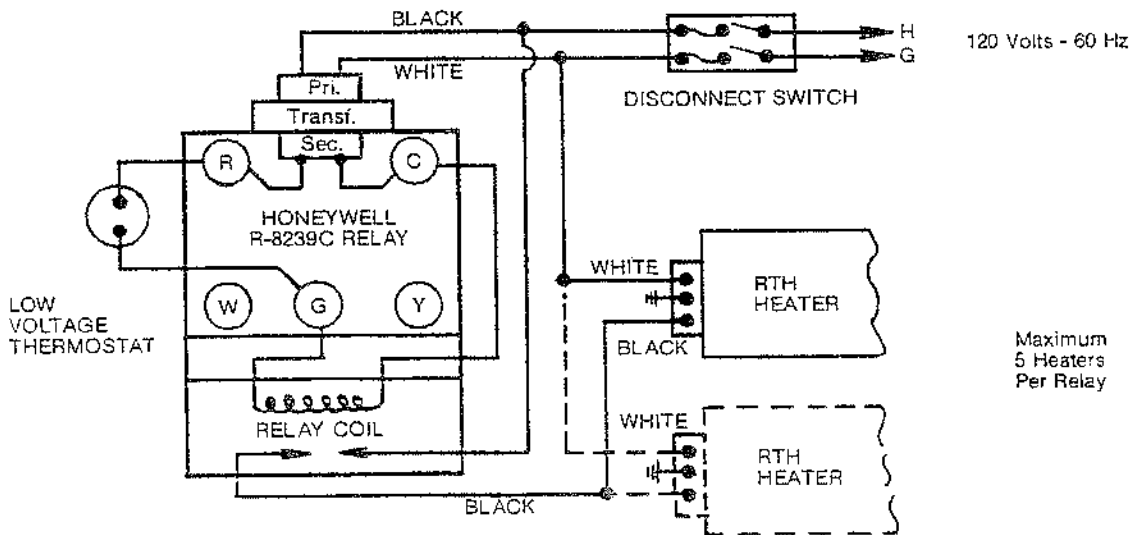 BLACK
H
120 Volts - 60 Hz
WHITE
G
Pri.
DISCONNECT SWITCH
Transf.
Sec.
R
C
HONEYWELL
R-8239C RELAY
WHITE
RTH
HEATER
LOW
VOLTAGE
THERMOSTAT
W
G
Y
BLACK
Maximum
5 Heaters
Per Relay
RELAY COIL
WHITE
RTH
HEATER
BLACK